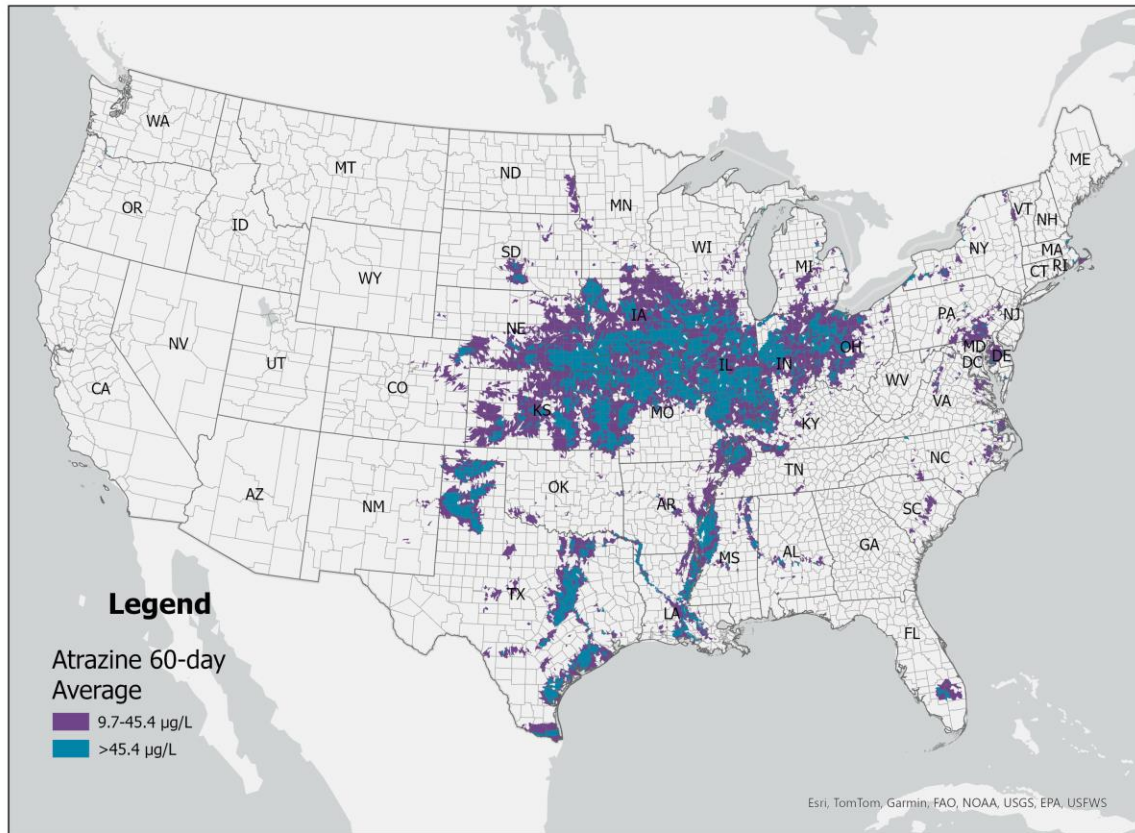 WA
MT
ND
MN
ME
OR
ID
SD
WI
MI
NY
VT
NH
MA
CT
RI
WY
NE
IA
PA
NJ
NV
UT
CO
IL
IN
OH
MD
DE
DC
WV
VA
CA
KS
MO
KY
AZ
NM
OK
AR
TN
NC
SC
TX
LA
MS
AL
GA
FL
Legend
Atrazine 60-day
Average
9.7-45.4 µg/L
>45.4 µg/L
Esri, TomTom, Garmin, FAO, NOAA, USGS, EPA, USFWS